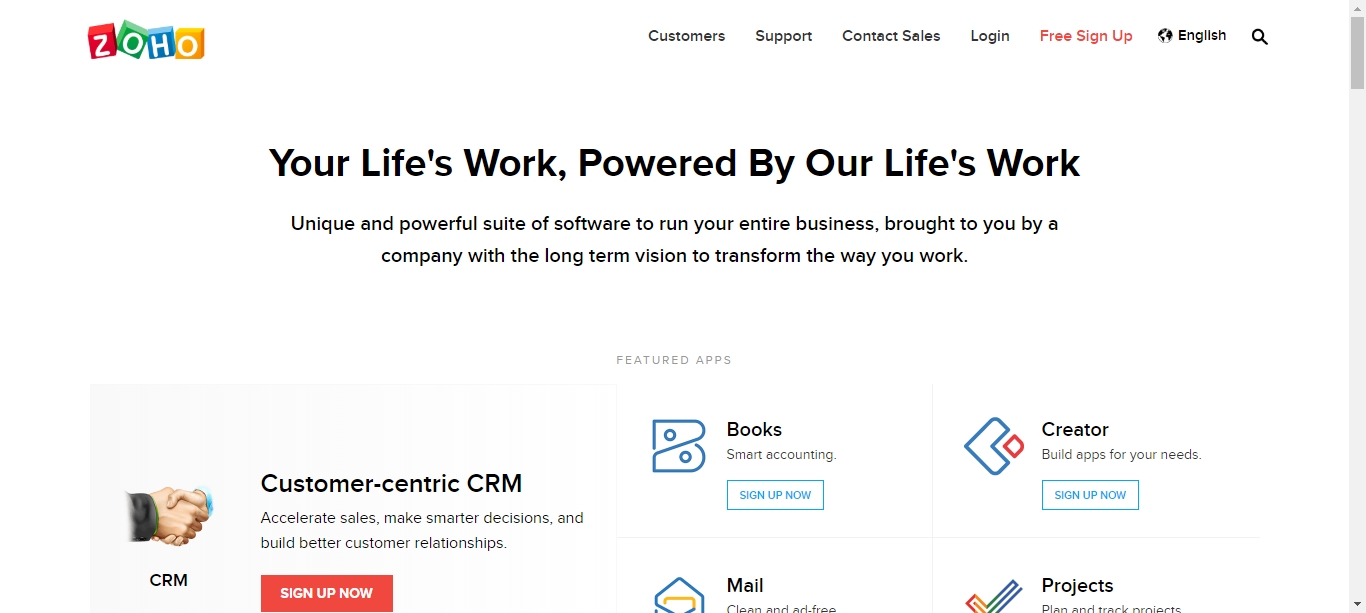 ZOHO
Customers
Support
Contact Sales
Login
Free Sign Up
English
Your Life's Work, Powered By Our Life's Work
Unique and powerful suite of software to run your entire business, brought to you by a
company with the long term vision to transform the way you work.
FEATURED APPS
Customer-centric CRM
Accelerate sales, make smarter decisions, and
build better customer relationships.
CRM
SIGN UP NOW
Books
Smart accounting.
SIGN UP NOW
Creator
Build apps for your needs.
SIGN UP NOW
Mail
Clean and ad-free
Projects
Plan and track projects